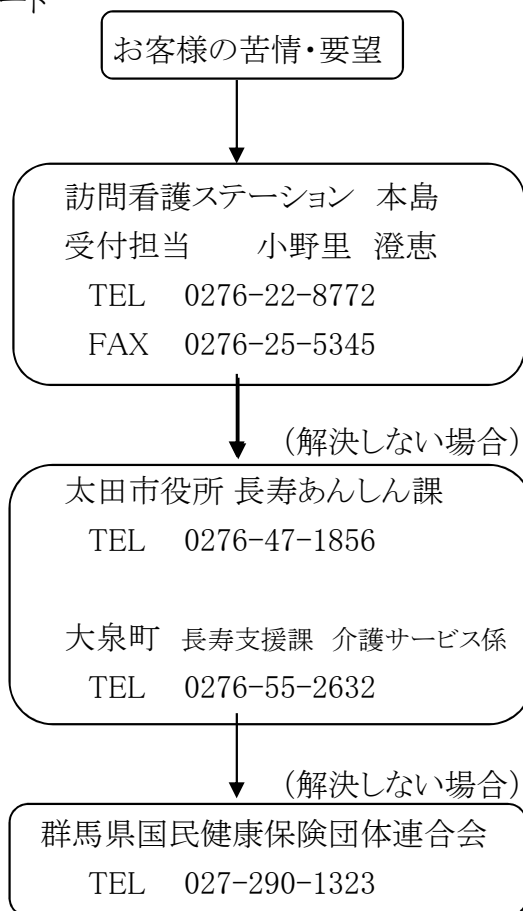 ート
お客様の苦情・要望
訪問看護ステーション 本島
受付担当 小野里 澄恵
TEL 0276-22-8772
FAX 0276-25-5345
(解決しない場合)
太田市役所 長寿あんしん課
TEL 0276-47-1856
大泉町 長寿支援課 介護サービス係
TEL 0276-55-2632
(解決しない場合)
群馬県国民健康保険団体連合会
TEL 027-290-1323